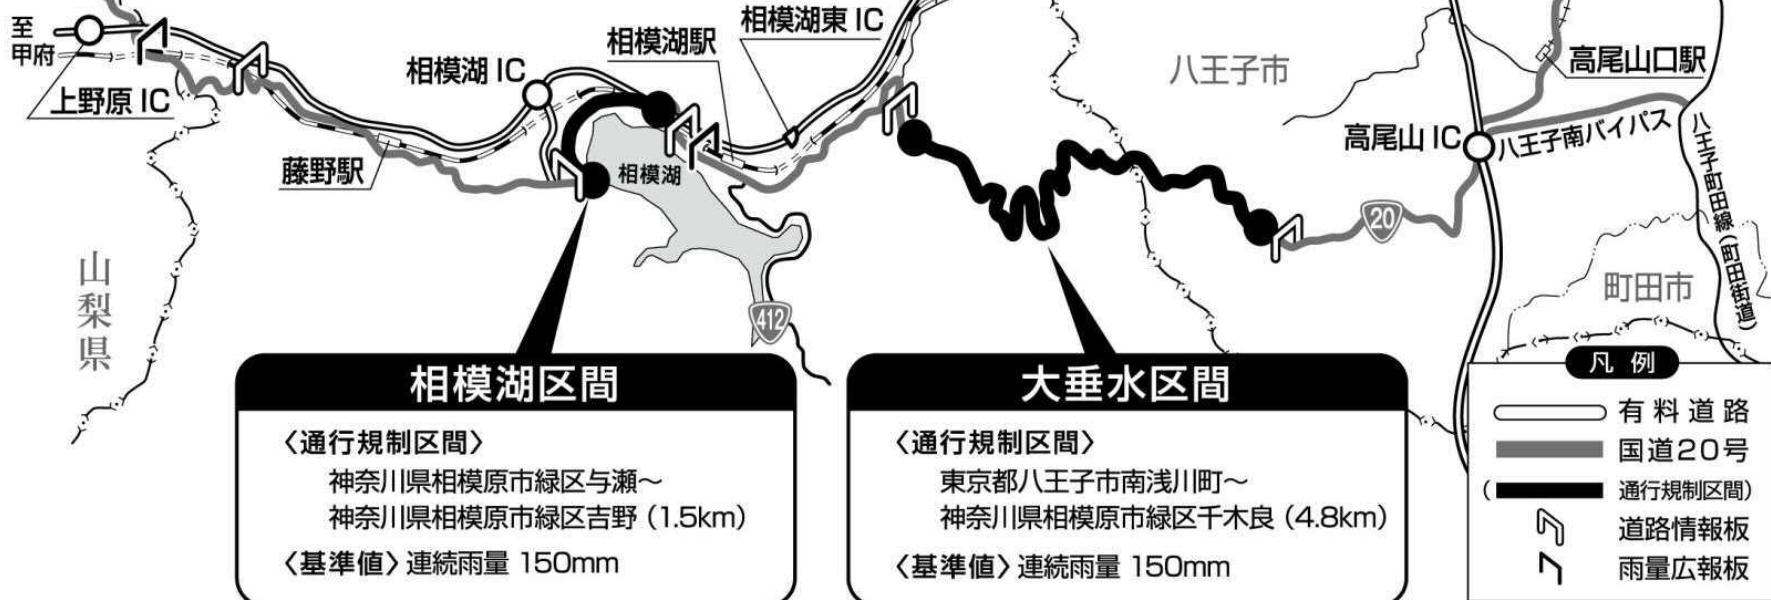 至
甲府
上野原 IC
藤野駅
相模湖 IC
相模湖駅
相模湖東 IC
相模湖
八王子市
高尾山口駅
高尾山 IC
八王子南バイパス
八王子町田線(町田街道)
20
412
山梨県
町田市
相模湖区間
〈通行規制区間〉
神奈川県相模原市緑区与瀬～
神奈川県相模原市緑区吉野(1.5km)
〈基準値〉連続雨量 150mm
大垂水区間
〈通行規制区間〉
東京都八王子市南浅川町～
神奈川県相模原市緑区千木良(4.8km)
〈基準値〉連続雨量 150mm
凡 例
有料道路
国道20号
(通行規制区間)
道路情報板
雨量広報板